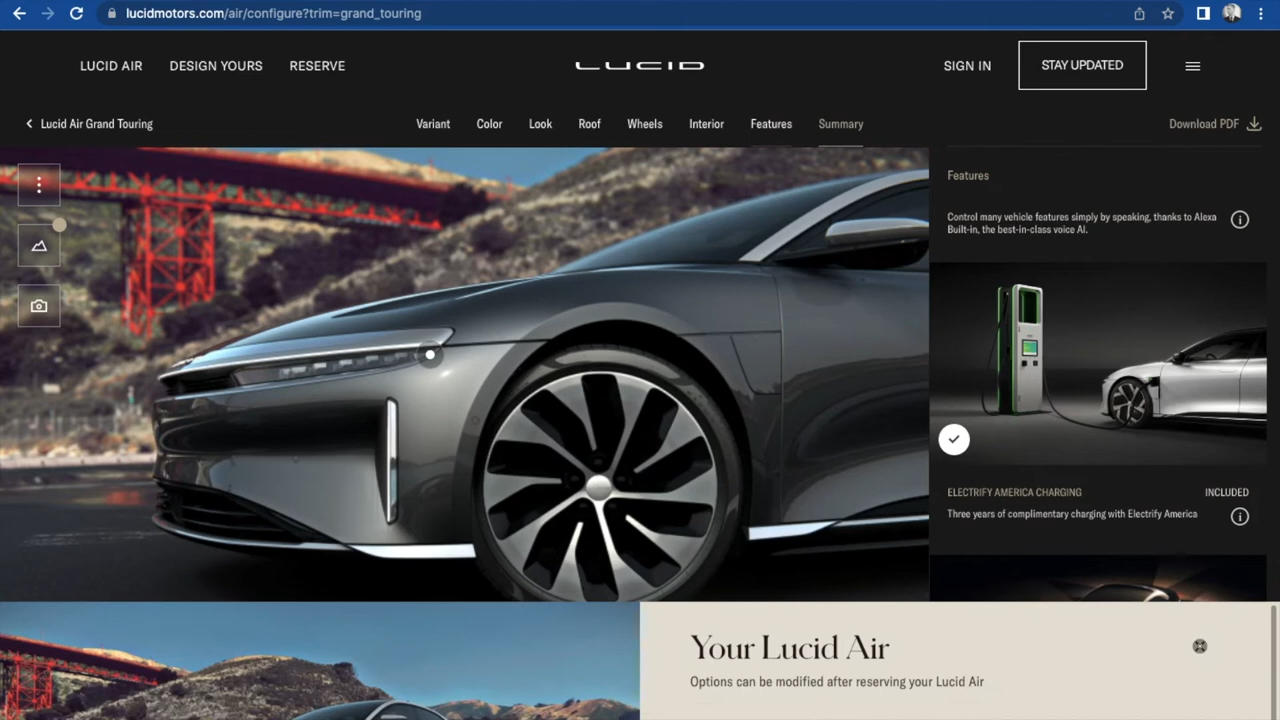 lucidmotors.com/air/configure?trim=grand_touring
LUCID AIR DESIGN YOURS RESERVE LUCID SIGN IN STAY UPDATED
Lucid Air Grand Touring Variant Color Look Roof Wheels Interior Features Summary Download PDF
Features
Control many vehicle features simply by speaking, thanks to Alexa
Built-in, the best-in-class voice AI.
ELECTRIFY AMERICA CHARGING INCLUDED
Three years of complimentary charging with Electrify America
Your Lucid Air
Options can be modified after reserving your Lucid Air